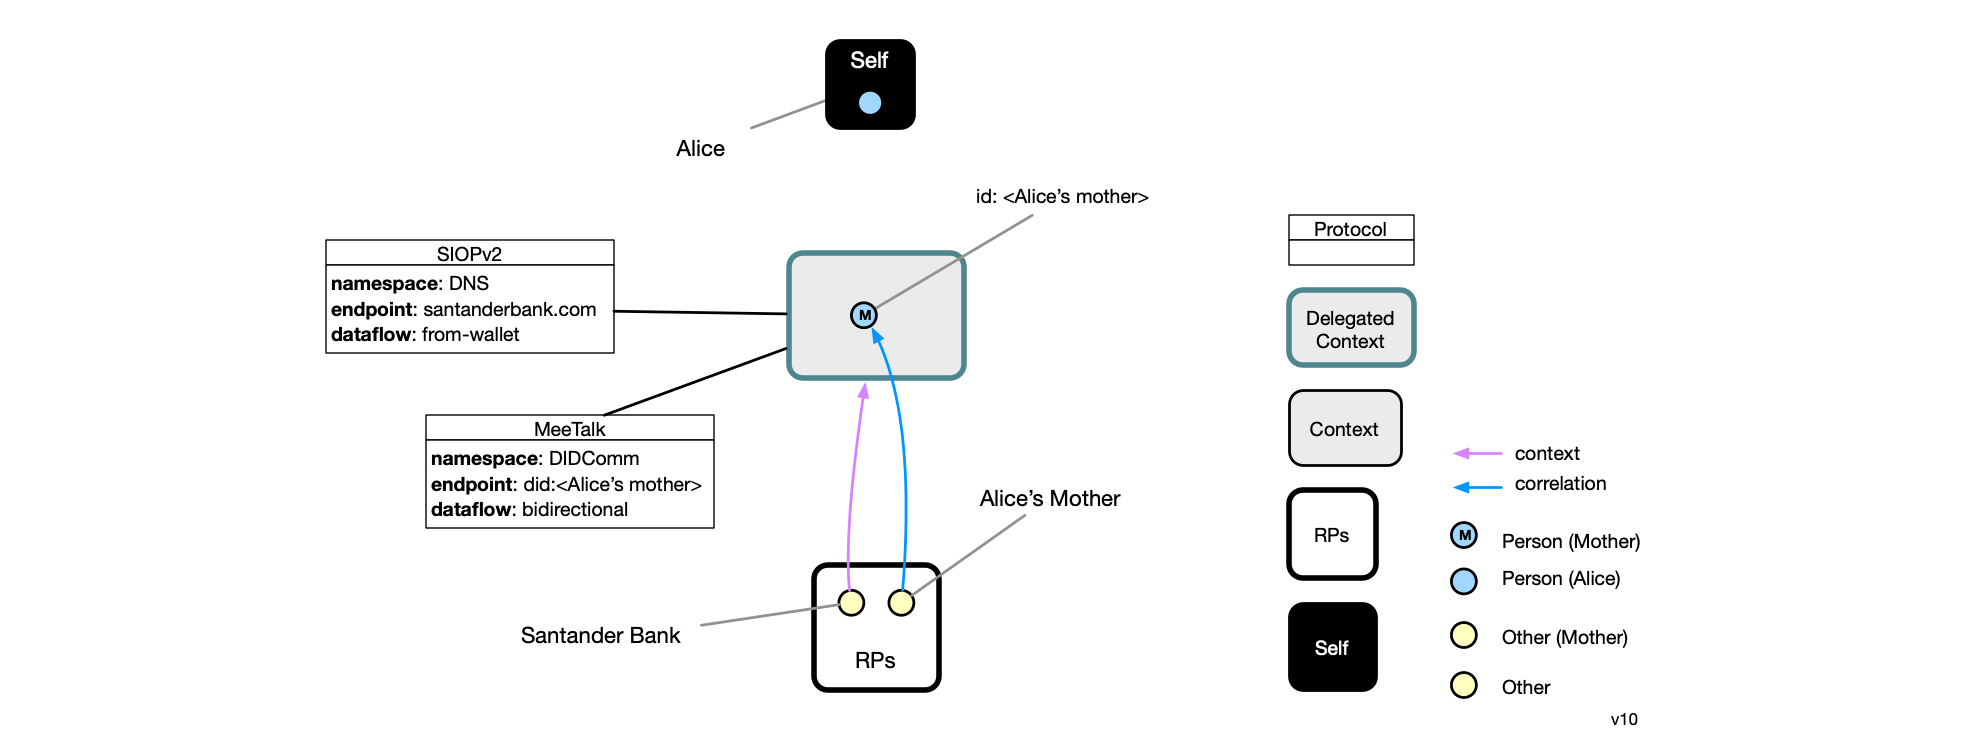 Self
Alice
id: <Alice’s mother>
SIOPv2
namespace: DNS
endpoint: santanderbank.com
dataflow: from-wallet
M
MeeTalk
namespace: DIDComm
endpoint: did:<Alice’s mother>
dataflow: bidirectional
Alice’s Mother
Santander Bank
RPs
Protocol
Delegated
Context
Context
RPs
Self
context
correlation
M Person (Mother)
Person (Alice)
Other (Mother)
Other
v10